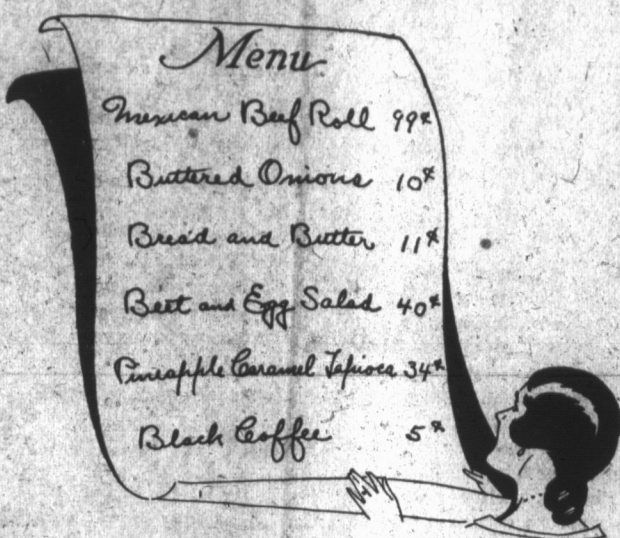 Menu
Mexican Beef Roll 99¢
Buttered Onions 10¢
Bread and Butter 11¢
Beet and Egg Salad 40¢
Pineapple Caramel Tapioca 34¢
Black Coffee 5¢